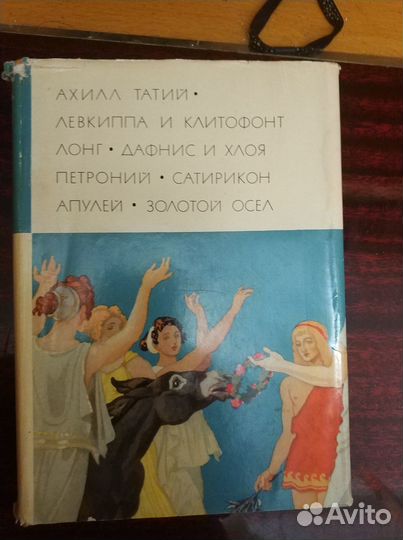 АХИЛЛ ТАТИЙ •
ЛЕВКИППА И КЛИТОФОНТ
ЛОНГ • ДАФНИС И ХЛОЯ
ПЕТРОНИЙ • САТИРИКОН
АПУЛЕЙ • ЗОЛОТОЙ ОСЕЛ
Avito